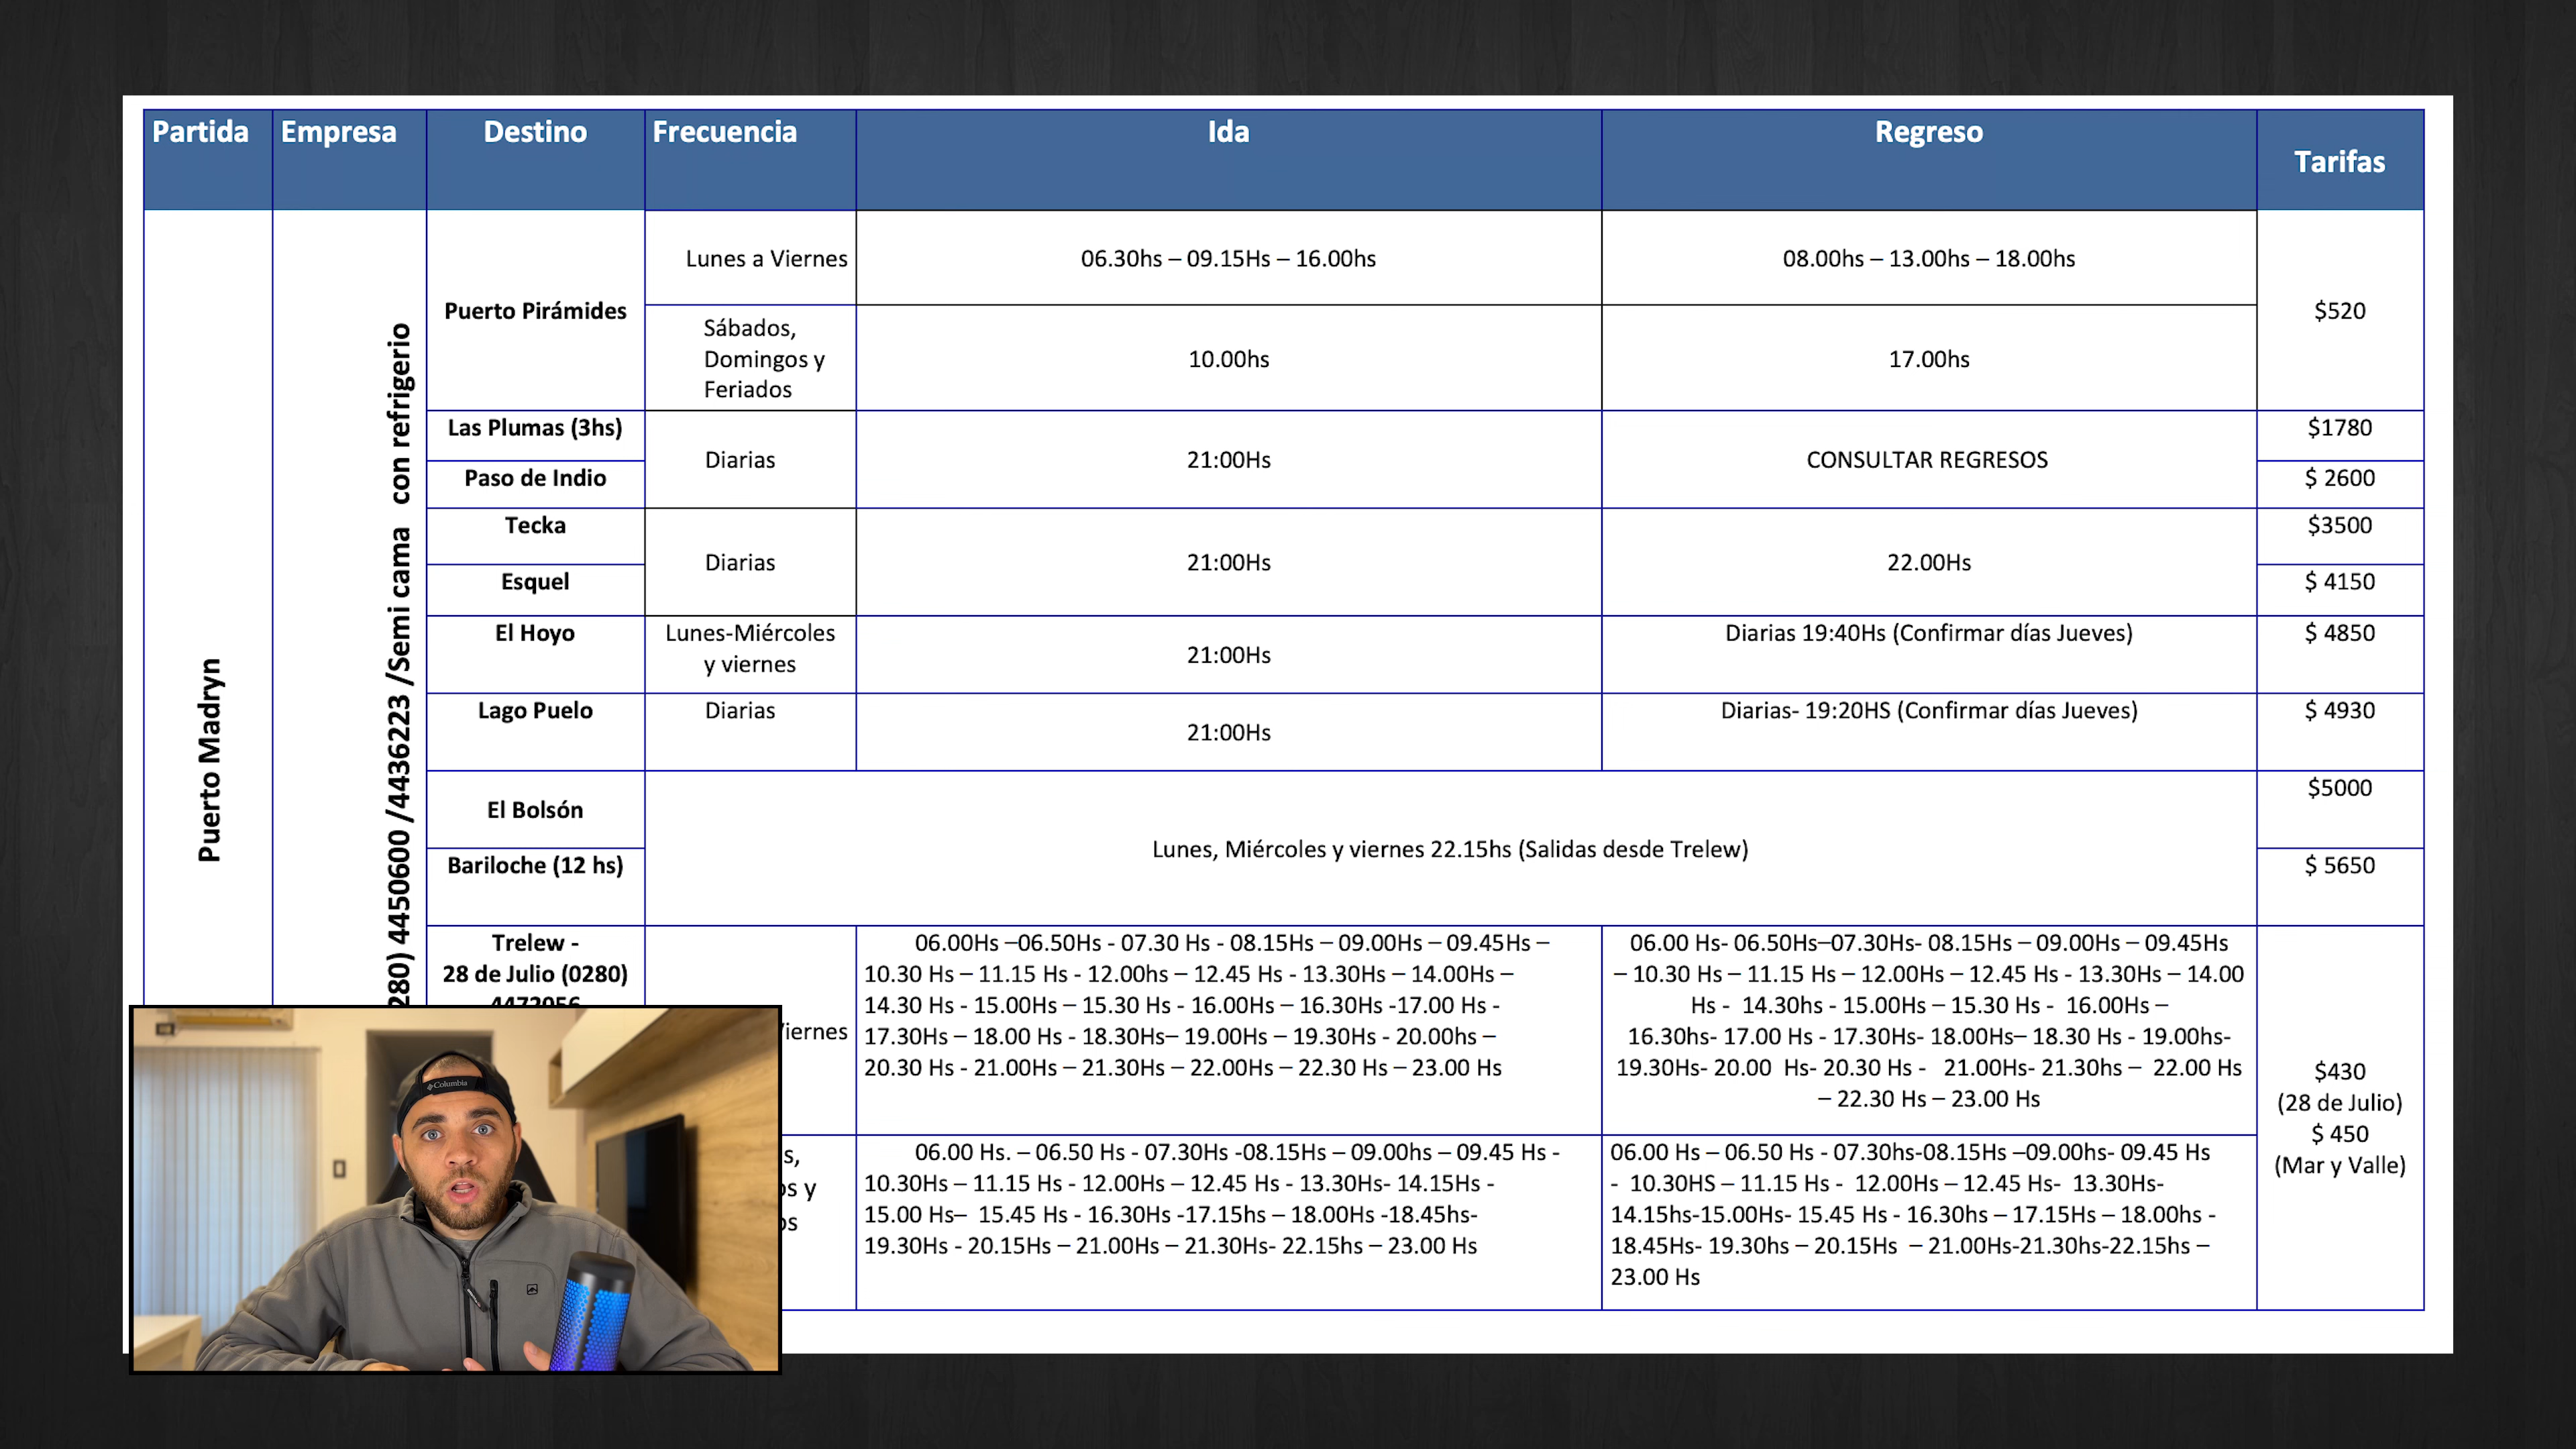 Partida Empresa Destino Frecuencia Ida Regreso Tarifas
Puerto Madryn
280) 4450600 /4436223 /Semi cama con refrigerio
Puerto Pirámides
Lunes a Viernes
06.30hs – 09.15Hs – 16.00hs
08.00hs – 13.00hs – 18.00hs
$520
Sábados,
Domingos y
Feriados
10.00hs
17.00hs
Las Plumas (3hs)
Paso de Indio
Diarias
21:00Hs
CONSULTAR REGRESOS
$1780
$ 2600
Tecka
Esquel
Diarias
21:00Hs
22.00Hs
$3500
$ 4150
El Hoyo
Lunes-Miércoles
y viernes
21:00Hs
Diarias 19:40Hs (Confirmar días Jueves)
$ 4850
Lago Puelo
Diarias
21:00Hs
Diarias- 19:20HS (Confirmar días Jueves)
$ 4930
El Bolsón
Bariloche (12 hs)
Lunes, Miércoles y viernes 22.15hs (Salidas desde Trelew)
$5000
$ 5650
Trelew -
28 de Julio (0280)
4472056
iernes
06.00Hs –06.50Hs - 07.30 Hs - 08.15Hs – 09.00Hs – 09.45Hs –
10.30 Hs – 11.15 Hs - 12.00hs – 12.45 Hs - 13.30Hs – 14.00Hs –
14.30 Hs - 15.00Hs – 15.30 Hs - 16.00Hs – 16.30Hs -17.00 Hs -
17.30Hs – 18.00 Hs - 18.30Hs– 19.00Hs – 19.30Hs - 20.00hs –
20.30 Hs - 21.00Hs – 21.30Hs – 22.00Hs – 22.30 Hs – 23.00 Hs
06.00 Hs- 06.50Hs–07.30Hs- 08.15Hs – 09.00Hs – 09.45Hs
– 10.30 Hs – 11.15 Hs – 12.00Hs – 12.45 Hs - 13.30Hs – 14.00
Hs - 14.30hs - 15.00Hs – 15.30 Hs - 16.00Hs –
16.30hs- 17.00 Hs - 17.30Hs- 18.00Hs– 18.30 Hs - 19.00hs-
19.30Hs- 20.00 Hs- 20.30 Hs - 21.00Hs- 21.30hs – 22.00 Hs
– 22.30 Hs – 23.00 Hs
$430
(28 de Julio)
$ 450
(Mar y Valle)
s,
os y
os
06.00 Hs. – 06.50 Hs - 07.30Hs -08.15Hs – 09.00hs – 09.45 Hs -
10.30Hs – 11.15 Hs - 12.00Hs – 12.45 Hs - 13.30Hs- 14.15Hs -
15.00 Hs– 15.45 Hs - 16.30Hs -17.15hs – 18.00Hs -18.45hs-
19.30Hs - 20.15Hs – 21.00Hs – 21.30Hs- 22.15hs – 23.00 Hs
06.00 Hs – 06.50 Hs - 07.30hs-08.15Hs –09.00hs- 09.45 Hs
- 10.30HS – 11.15 Hs - 12.00Hs – 12.45 Hs- 13.30Hs-
14.15hs-15.00Hs- 15.45 Hs - 16.30hs – 17.15Hs – 18.00hs -
18.45Hs- 19.30hs – 20.15Hs – 21.00Hs-21.30hs-22.15hs –
23.00 Hs
Columbia